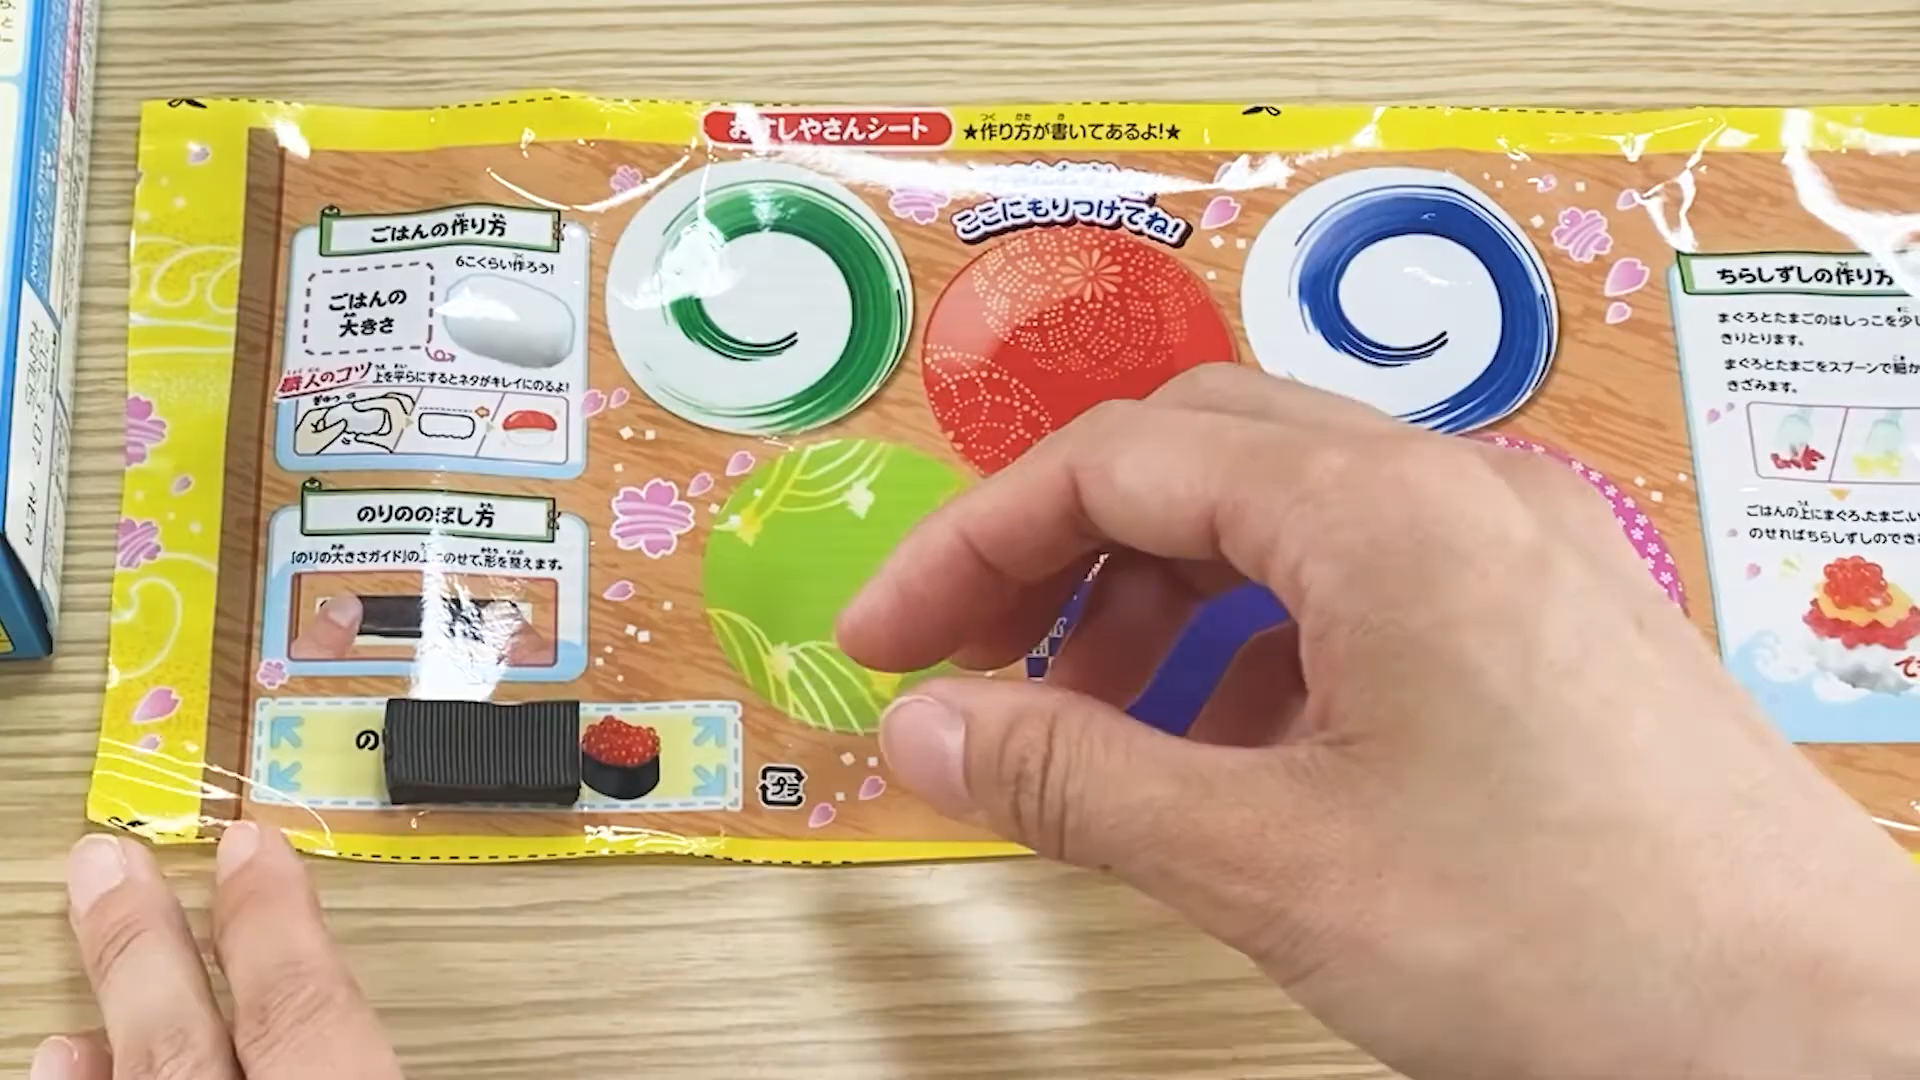 おすしやさんシート
★作り方が書いてあるよ!★
ここにもりつけてね!
ごはんの作り方
6こくらい作ろう!
ごはんの
大きさ
職人のコツ 上を平らにするとネタがキレイにのるよ!
ぎゅっ
のりののばし方
「のりの大きさガイド」の上にのせて、形を整えます。
の
プラ
ちらしずしの作り方
まぐろとたまごのはしっこを少し
きりとります。
まぐろとたまごをスプーンで細か
きざみます。
ごはんの上にまぐろ、たまご、い
のせればちらしずしのでき
で